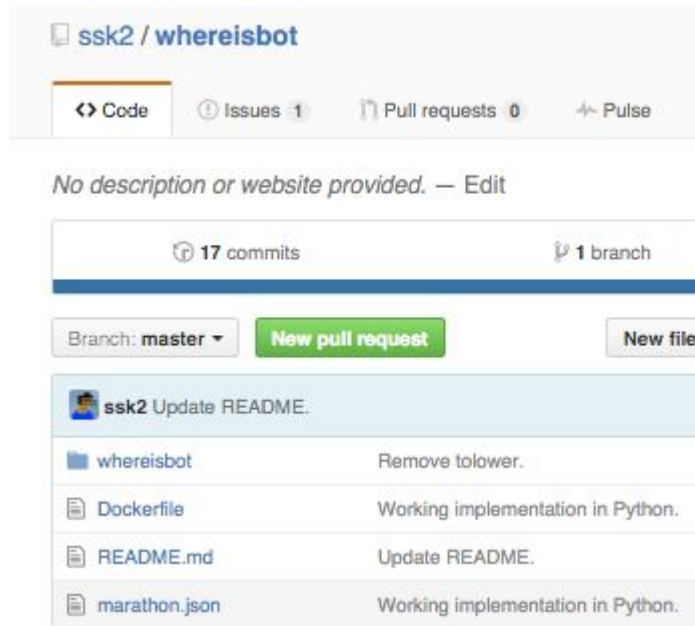 ssk2 / whereisbot
Code Issues 1 Pull requests 0 Pulse
No description or website provided. — Edit
17 commits 1 branch
Branch: master New pull request New file
ssk2 Update README.
whereisbot Remove tolower.
Dockerfile Working implementation in Python.
README.md Update README.
marathon.json Working implementation in Python.